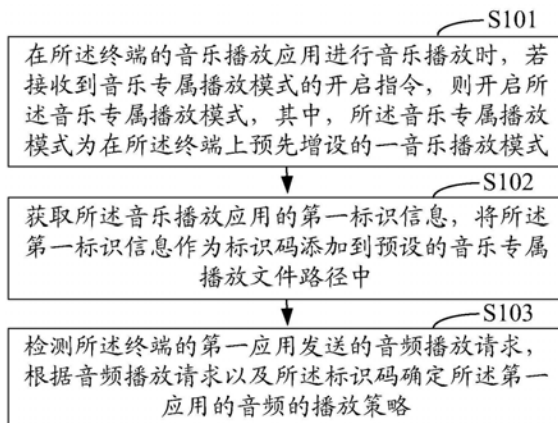 S101
在所述终端的音乐播放应用进行音乐播放时，若
接收到音乐专属播放模式的开启指令，则开启所
述音乐专属播放模式，其中，所述音乐专属播放
模式为在所述终端上预先增设的一音乐播放模式
S102
获取所述音乐播放应用的第一标识信息，将所述
第一标识信息作为标识码添加到预设的音乐专属
播放文件路径中
S103
检测所述终端的第一应用发送的音频播放请求，
根据音频播放请求以及所述标识码确定所述第一
应用的音频的播放策略